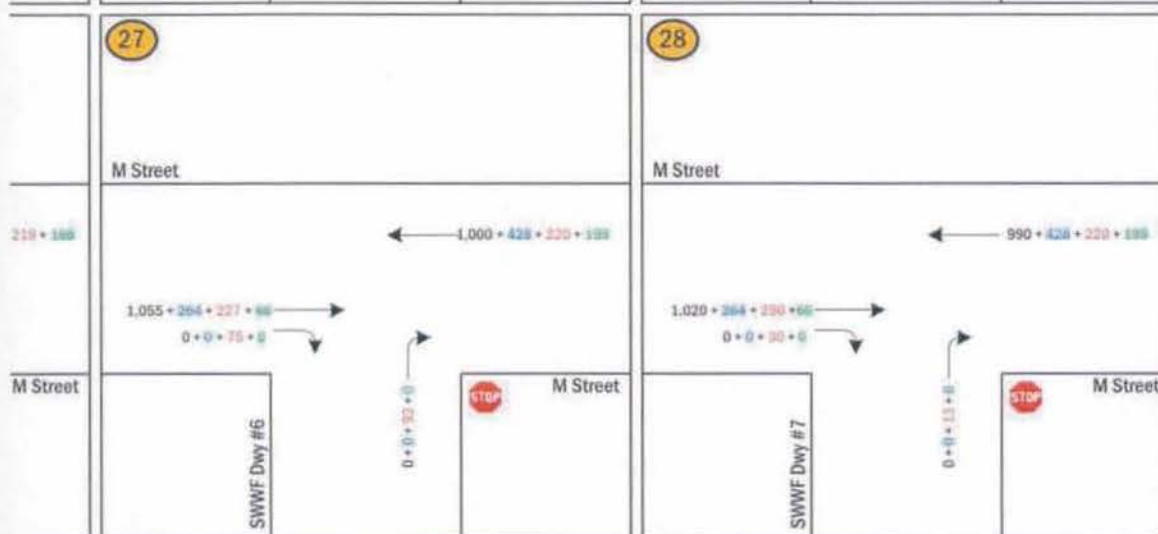 27
M Street
1,000 + 428 + 220 + 199
1,055 + 264 + 227 + 66
0 + 0 + 75 + 0
0 + 0 + 92 + 0
STOP
M Street
SWWF Dwy #6
28
M Street
990 + 428 + 220 + 199
1.020 + 264 + 290 +66
0 + 0 + 30 + 0
0 + 0 + 13 + 0
STOP
M Street
SWWF Dwy #7
219 +
M Street